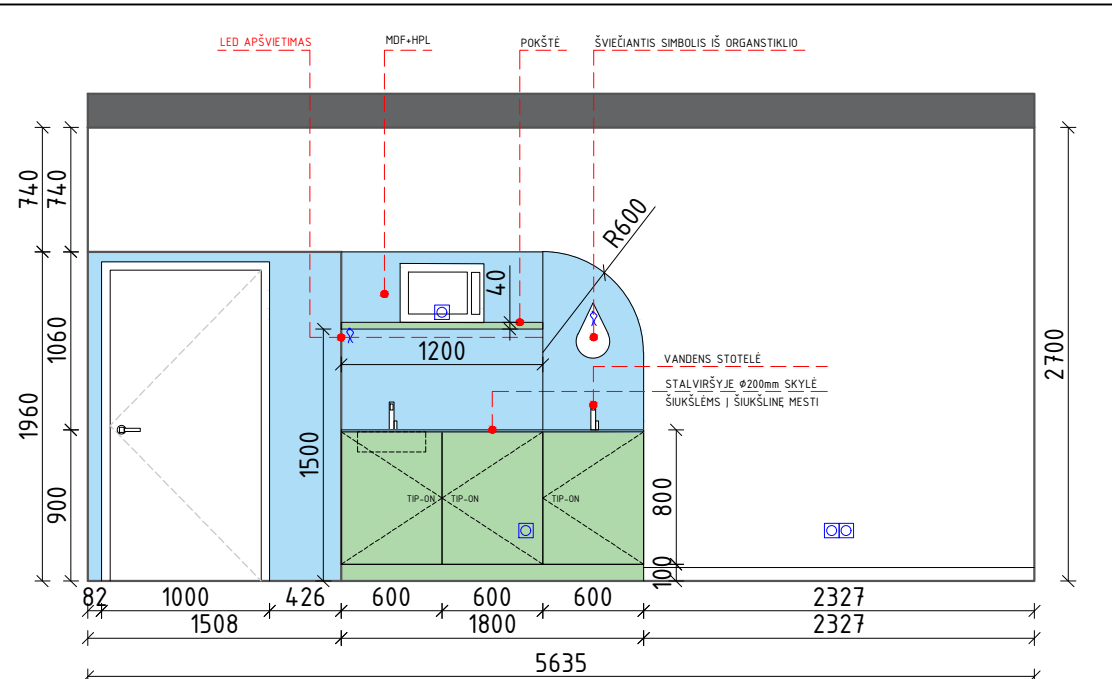 LED APŠVIETIMAS
MDF+HPL
POKŠTĖ
ŠVIEČIANTIS SIMBOLIS IŠ ORGANSTIKLIO
R600
740
740
40
1060
2700
1200
VANDENS STOTELĖ
STALVIRŠYJE Ø200mm SKYLĖ
ŠIUKŠLĖMS Į ŠIUKŠLINĘ MESTI
1960
1500
900
TIP-ON
TIP-ON
TIP-ON
800
100
82
1000
426
600
600
600
2327
1508
1800
2327
5635